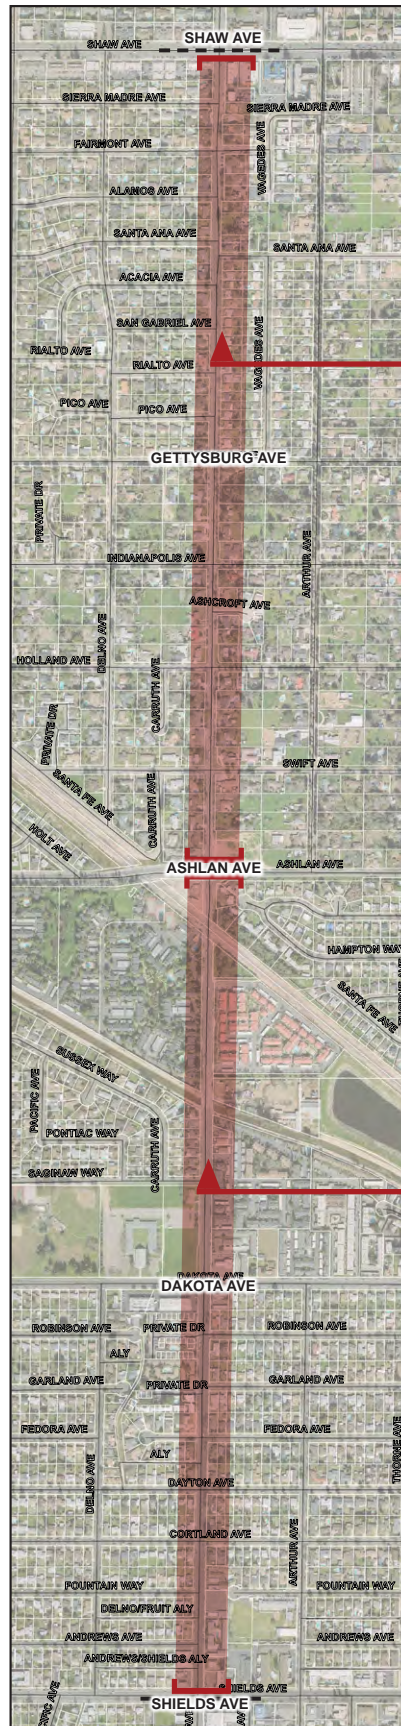 SHAW AVE
SHAW AVE
SIERRA MADRE AVE
SIERRA MADRE AVE
VAGEDES AVE
FAIRMONT AVE
ALAMOS AVE
SANTA ANA AVE
SANTA ANA AVE
ACACIA AVE
SAN GABRIEL AVE
VAGEDES AVE
RIALTO AVE
RIALTO AVE
PICO AVE
PICO AVE
GETTYSBURG AVE
PRIVATE DR
INDIANAPOLIS AVE
ARTHUR AVE
ASHCROFT AVE
DELNO AVE
HOLLAND AVE
CARRUTH AVE
PRIVATE DR
SWIFT AVE
SANTA FE AVE
CARRUTH AVE
HOLT AVE
ASHLAN AVE
ASHLAN AVE
HAMPTON WAY
SANTA FE AVE
SUSSEX WAY
PACIFIC AVE
PONTIAC WAY
CARRUTH AVE
SAGINAW WAY
DAKOTA AVE
DAKOTA AVE
ROBINSON AVE
PRIVATE DR
ROBINSON AVE
ALY
GARLAND AVE
PRIVATE DR
GARLAND AVE
FEDORA AVE
FEDORA AVE
THORNE AVE
ALY
DELNO AVE
DAYTON AVE
CORTLAND AVE
ARTHUR AVE
FOUNTAIN WAY
FOUNTAIN WAY
DELNO/FRUIT ALY
ANDREWS AVE
ANDREWS AVE
ANDREWS/SHIELDS ALY
SHIELDS AVE
SHIELDS AVE
AV